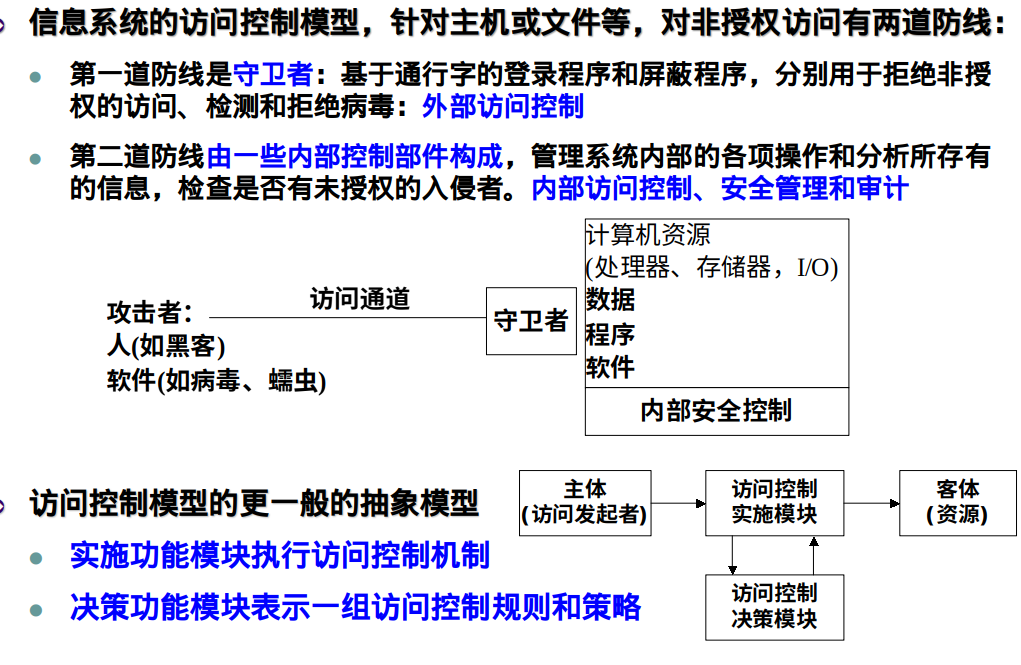 信息系统的访问控制模型，针对主机或文件等，对非授权访问有两道防线：
第一道防线是守卫者：基于通行字的登录程序和屏蔽程序，分别用于拒绝非授
权的访问、检测和拒绝病毒：外部访问控制
第二道防线由一些内部控制部件构成，管理系统内部的各项操作和分析所存有
的信息，检查是否有未授权的入侵者。内部访问控制、安全管理和审计
攻击者：
人(如黑客)
软件(如病毒、蠕虫)
访问通道
守卫者
计算机资源
(处理器、存储器，I/O)
数据
程序
软件
内部安全控制
访问控制模型的更一般的抽象模型
实施功能模块执行访问控制机制
决策功能模块表示一组访问控制规则和策略
主体
(访问发起者)
访问控制
实施模块
客体
(资源)
访问控制
决策模块